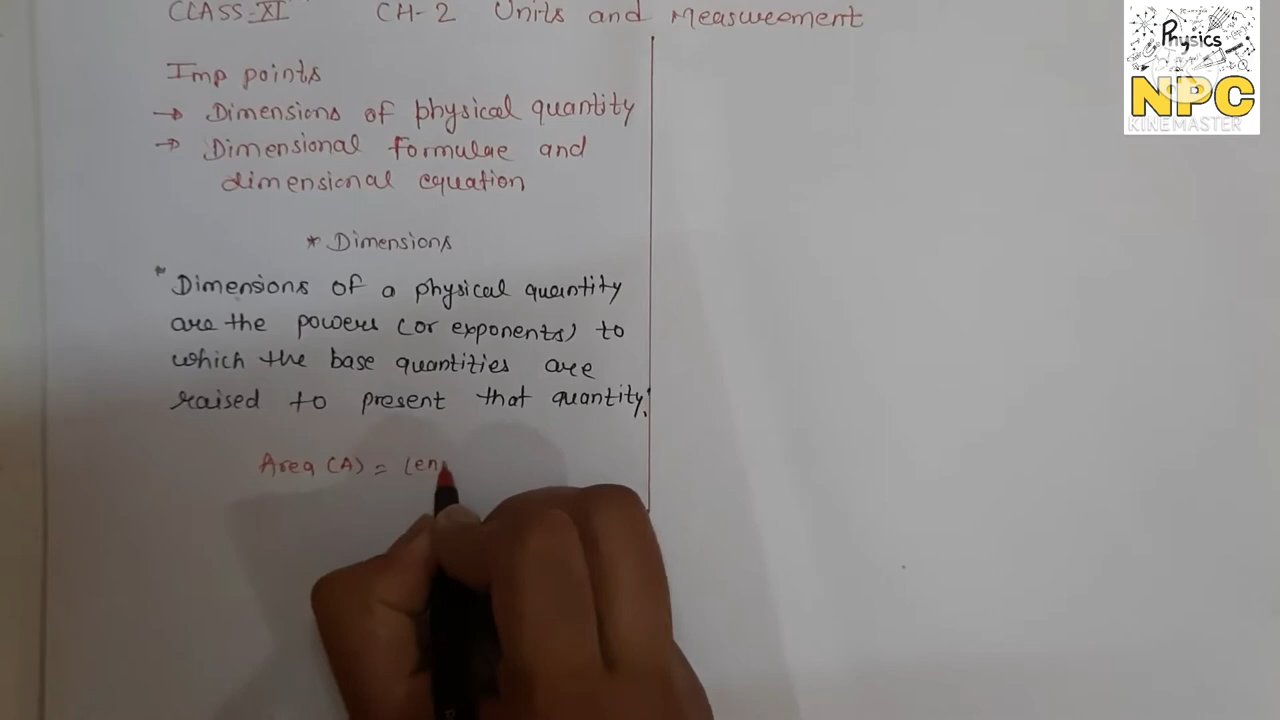 CLASS-XI CH-2 Units and Measurement
Imp points
→ Dimensions of physical quantity
→ Dimensional formulae and
dimensional equation
* Dimensions
"Dimensions of a physical quantity
are the powers (or exponents) to
which the base quantities are
raised to present that quantity."
Area (A) = Len
Physics
NPC
KINEMASTER